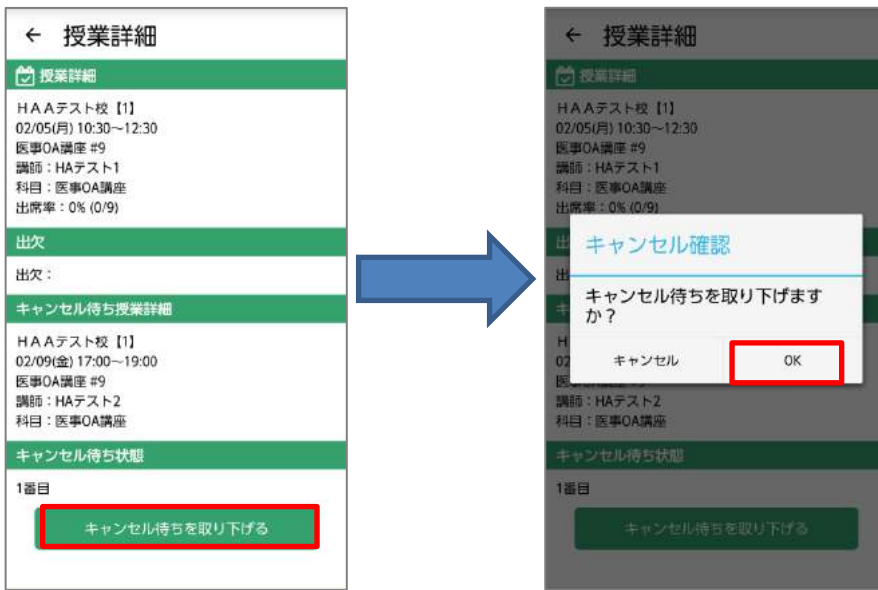 ← 授業詳細
授業詳細
HAAテスト校【1】
02/05(月) 10:30～12:30
医事OA講座 #9
講師：HAテスト1
科目：医事OA講座
出席率：0% (0/9)
出欠
出欠：
キャンセル待ち授業詳細
HAAテスト校【1】
02/09(金) 17:00～19:00
医事OA講座 #9
講師：HAテスト2
科目：医事OA講座
キャンセル待ち状態
1番目
キャンセル待ちを取り下げる
← 授業詳細
授業詳細
HAAテスト校【1】
02/05(月) 10:30～12:30
医事OA講座 #9
講師：HAテスト1
科目：医事OA講座
出席率：0% (0/9)
キャンセル確認
キャンセル待ちを取り下げます
か？
キャンセル
OK
講師：HAテスト2
科目：医事OA講座
キャンセル待ち状態
1番目
キャンセル待ちを取り下げる